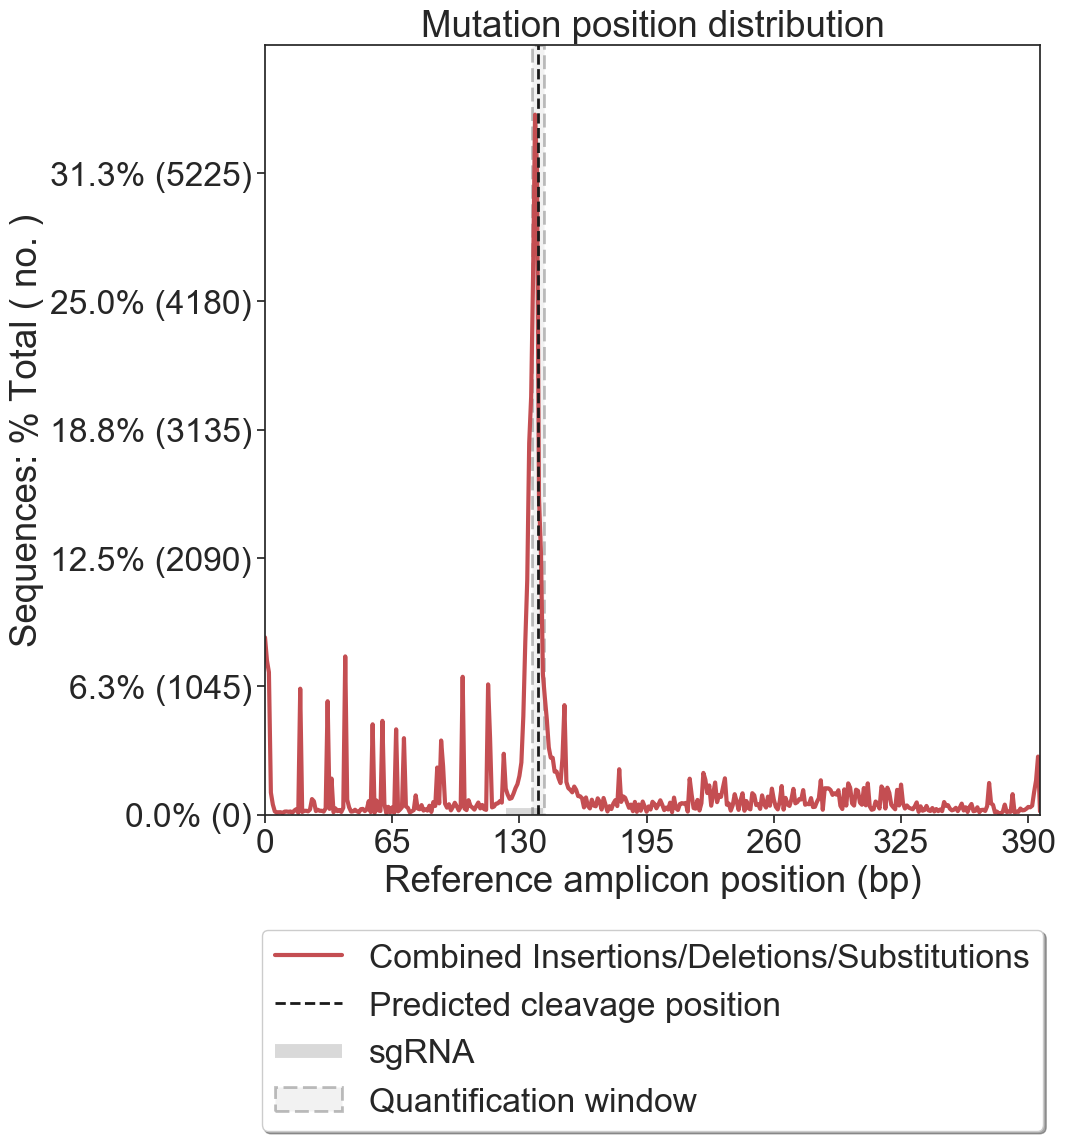 Mutation position distribution
Sequences: % Total ( no. )
31.3% (5225)
25.0% (4180)
18.8% (3135)
12.5% (2090)
6.3% (1045)
0.0% (0)
0 65 130 195 260 325 390
Reference amplicon position (bp)
Combined Insertions/Deletions/Substitutions
Predicted cleavage position
sgRNA
Quantification window